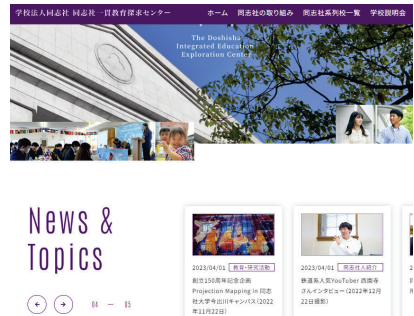 学校法人同志社 同志社一貫教育探求センター
ホーム 同志社の取り組み 同志社系列校一覧 学校説明会
The Doshisha
Integrated Education
Exploration Center
News &
Topics
04 — 05
2023/04/01 教育・研究活動
創立150周年記念企画
Projection Mapping in 同志
社大学今出川キャンパス(2022
年11月22日)
2023/04/01 同志社人紹介
鉄道系人気YouTuber 西園寺
さんインタビュー(2022年12月
22日撮影)